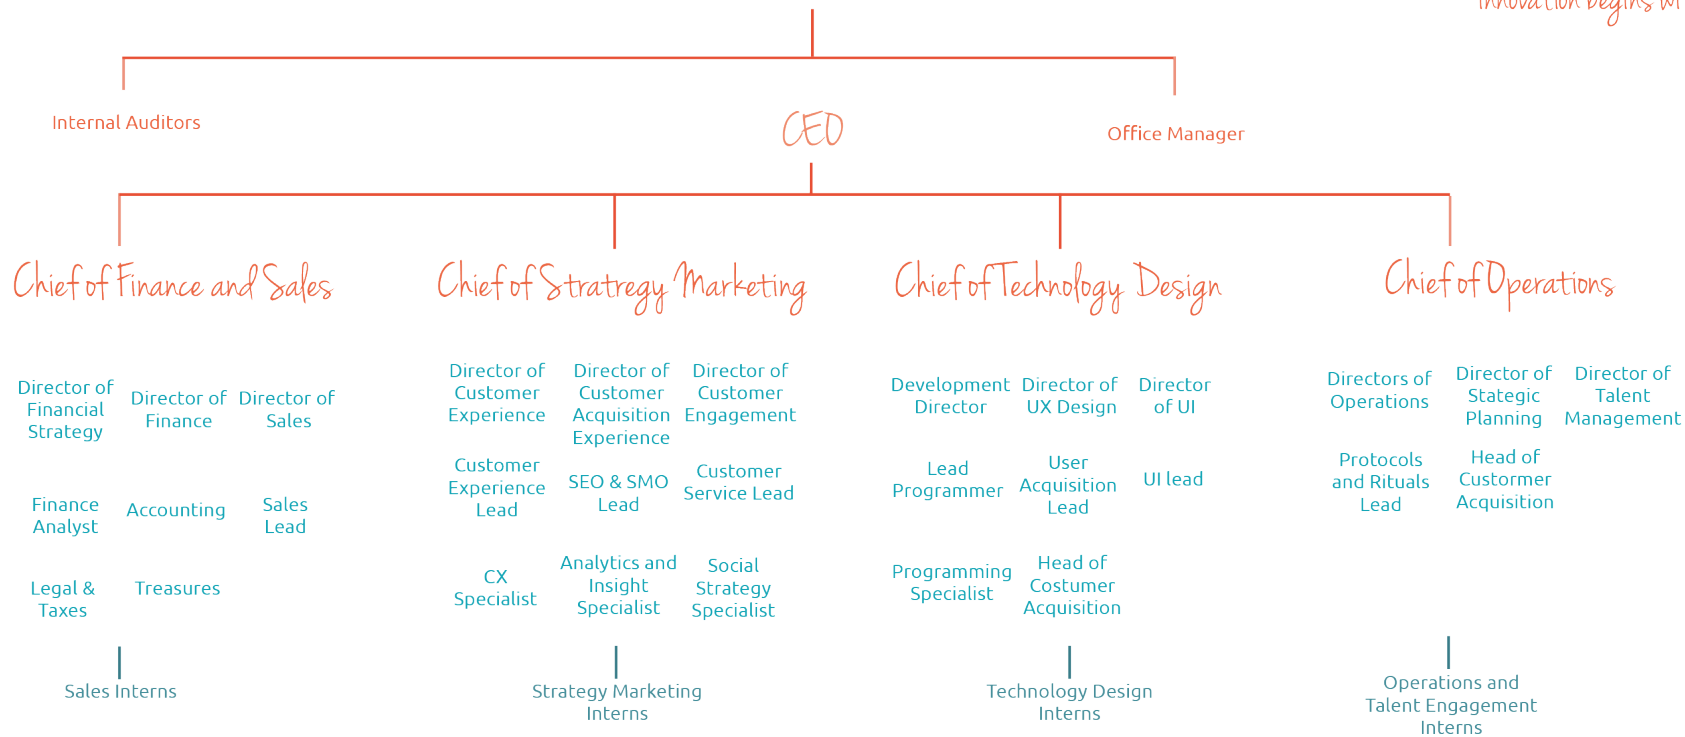 Innovation begins wi
Internal Auditors
CEO
Office Manager
Chief of Finance and Sales
Chief of Stratregy Marketing
Chief of Technology Design
Chief of Operations
Director of
Financial
Strategy
Director of
Finance
Director of
Sales
Finance
Analyst
Accounting
Sales
Lead
Legal &
Taxes
Treasures
Sales Interns
Director of
Customer
Experience
Director of
Customer
Acquisition
Experience
Director of
Customer
Engagement
Customer
Experience
Lead
SEO & SMO
Lead
Customer
Service Lead
CX
Specialist
Analytics and
Insight
Specialist
Social
Strategy
Specialist
Strategy Marketing
Interns
Development
Director
Director of
UX Design
Director
of UI
Lead
Programmer
User
Acquisition
Lead
UI lead
Programming
Specialist
Head of
Costumer
Acquisition
Technology Design
Interns
Directors of
Operations
Director of
Stategic
Planning
Director of
Talent
Management
Protocols
and Rituals
Lead
Head of
Custormer
Acquisition
Operations and
Talent Engagement
Interns